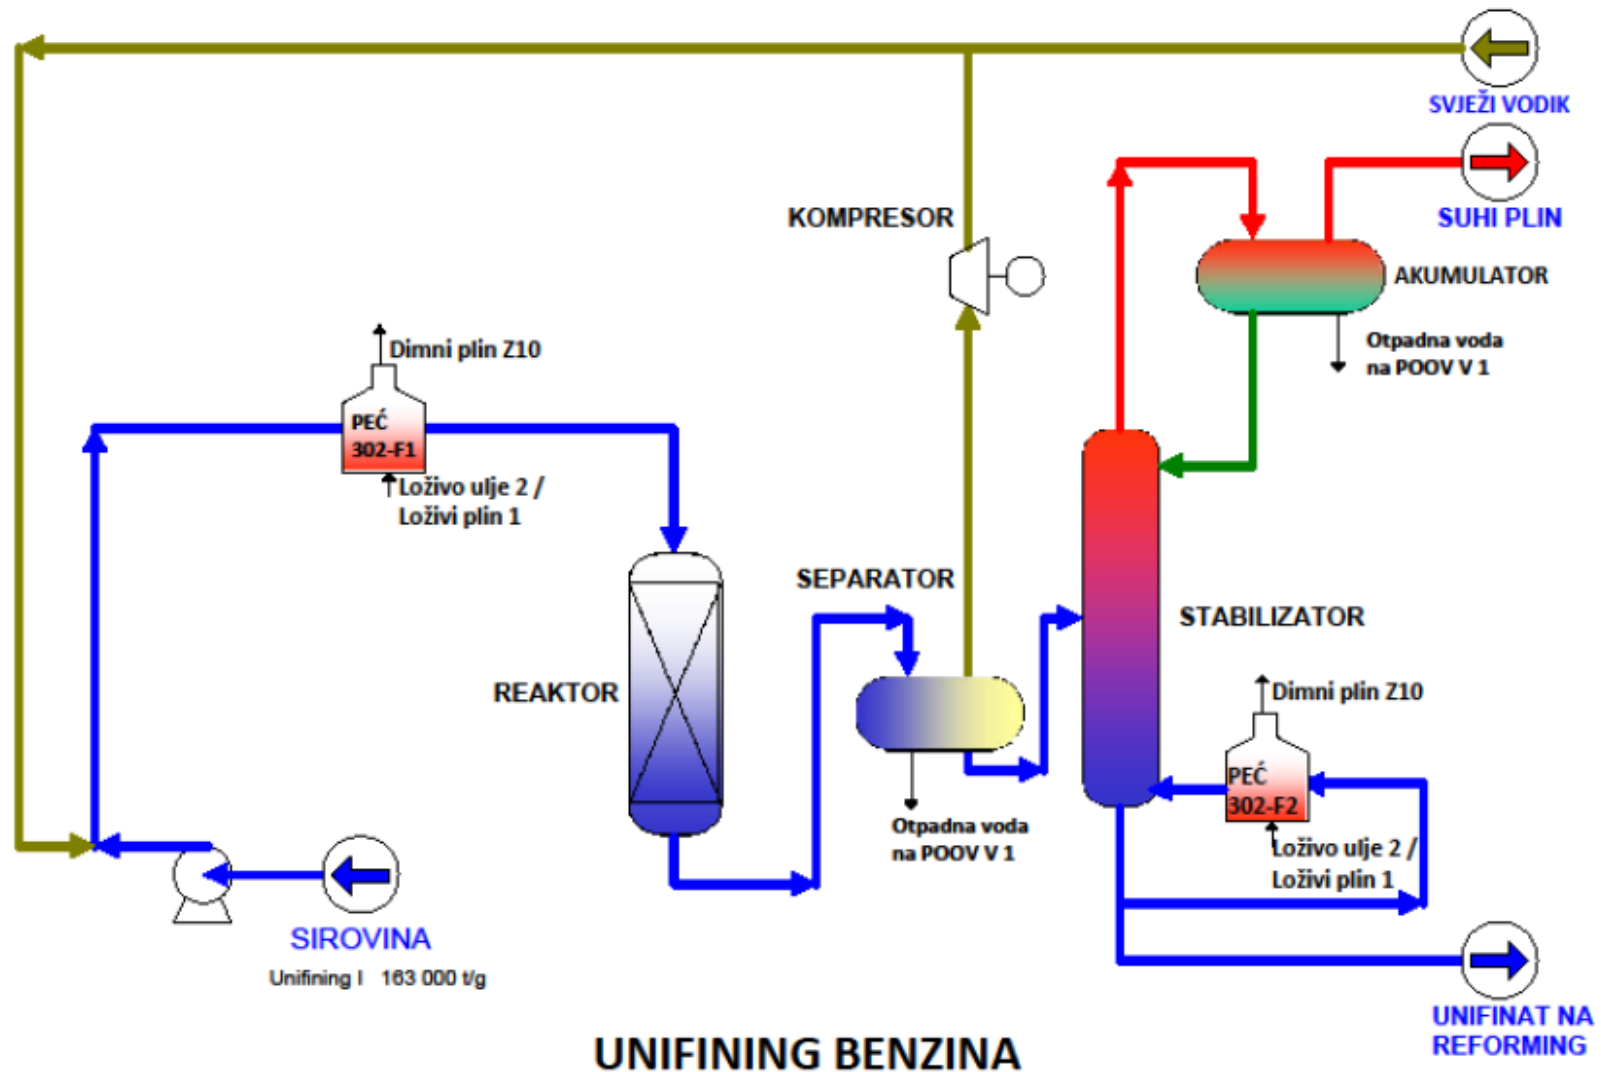 SVJEŽI VODIK
SUHI PLIN
KOMPRESOR
AKUMULATOR
Otpadna voda
na POOV V 1
Dimni plin Z10
PEĆ
302-F1
Loživo ulje 2 /
Loživi plin 1
SEPARATOR
STABILIZATOR
REAKTOR
Dimni plin Z10
PEĆ
302-F2
Loživo ulje 2 /
Loživi plin 1
Otpadna voda
na POOV V 1
SIROVINA
Unifining I 163 000 t/g
UNIFINAT NA
REFORMING
UNIFINING BENZINA